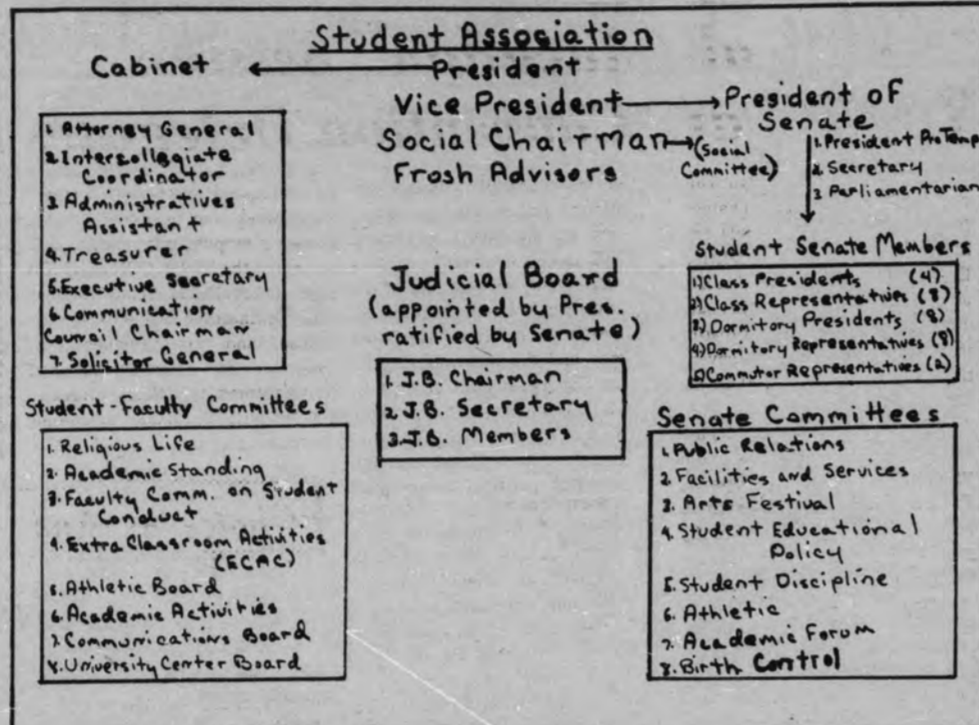 Student Association
Cabinet
President
Vice President
Social Chairman
Frosh Advisors
(Social
Committee)
President of
Senate
1. President Pro Temp
2. Secretary
3. Parliamentarian
1. Attorney General
2. Intercollegiate
Coordinator
3. Administratives
Assistant
4. Treasurer
5. Executive Secretary
6. Communication
Council Chairman
7. Solicitor General
Judicial Board
(appointed by Pres.
ratified by Senate)
1. J.B. Chairman
2. J.B. Secretary
3. J.B. Members
Student Senate Members
1) Class Presidents (4)
2) Class Representatives (8)
3) Dormitory Presidents (8)
4) Dormitory Representatives (8)
5) Commutor Representatives (2)
Student-Faculty Committees
1. Religious Life
2. Academic Standing
3. Faculty Comm. on Student
Conduct
4. Extra Classroom Activities
(ECAC)
5. Athletic Board
6. Academic Activities
7. Communications Board
8. University Center Board
Senate Committees
1. Public Relations
2. Facilities and Services
3. Arts Festival
4. Student Educational
Policy
5. Student Discipline
6. Athletic
7. Academic Forum
8. Birth Control